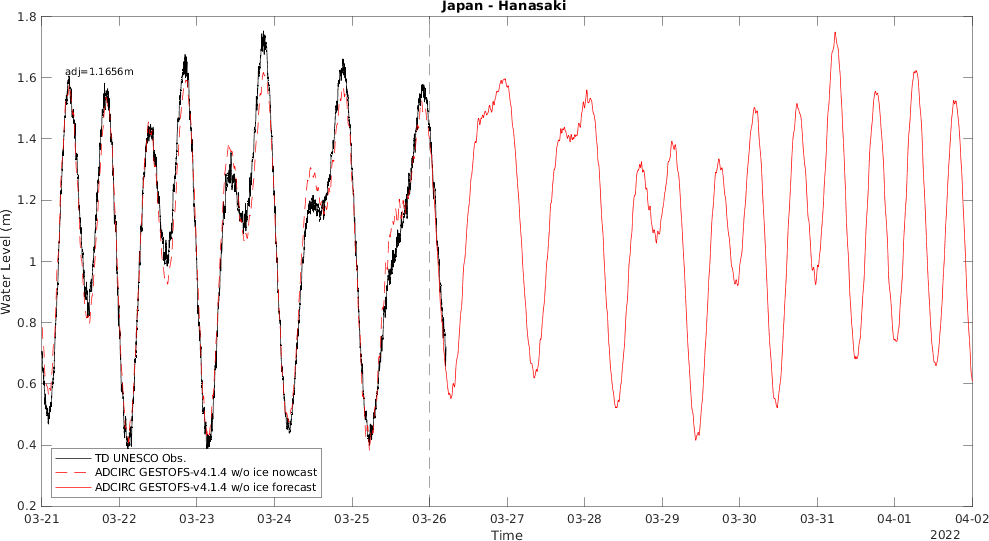 Japan - Hanasaki
1.8
1.6
1.4
1.2
1
0.8
0.6
0.4
0.2
Water Level (m)
adj=1.1656m
TD UNESCO Obs.
ADCIRC GESTOFS-v4.1.4 w/o ice nowcast
ADCIRC GESTOFS-v4.1.4 w/o ice forecast
03-21 03-22 03-23 03-24 03-25 03-26 03-27 03-28 03-29 03-30 03-31 04-01 04-02
Time
2022